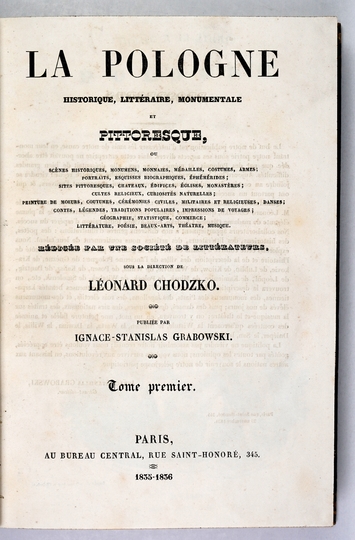 LA POLOGNE
HISTORIQUE, LITTÉRAIRE, MONUMENTALE
ET
PITTORESQUE,
OU
SCÈNES HISTORIQUES, MONUMENS, MONNAIES, MÉDAILLES, COSTUMES, ARMES;
PORTRAITS, ESQUISSES BIOGRAPHIQUES, ÉPHÉMÉRIDES;
SITES PITTORESQUES, CHATEAUX, ÉDIFICES, ÉGLISES, MONASTÈRES;
CULTES RELIGIEUX, CURIOSITÉS NATURELLES;
PEINTURE DE MOEURS, COUTUMES, CÉRÉMONIES CIVILES, MILITAIRES ET RELIGIEUSES, DANSES;
CONTES, LÉGENDES, TRADITIONS POPULAIRES, IMPRESSIONS DE VOYAGES;
GÉOGRAPHIE, STATISTIQUE, COMMERCE;
LITTÉRATURE, POÉSIE, BEAUX-ARTS, THÉATRE, MUSIQUE.
RÉDIGÉE PAR UNE SOCIÉTÉ DE LITTÉRATEURS,
SOUS LA DIRECTION DE
LÉONARD CHODZKO.
PUBLIÉE PAR
IGNACE-STANISLAS GRABOWSKI.
Tome premier.
PARIS,
AU BUREAU CENTRAL, RUE SAINT-HONORÉ, 345.
1835-1836